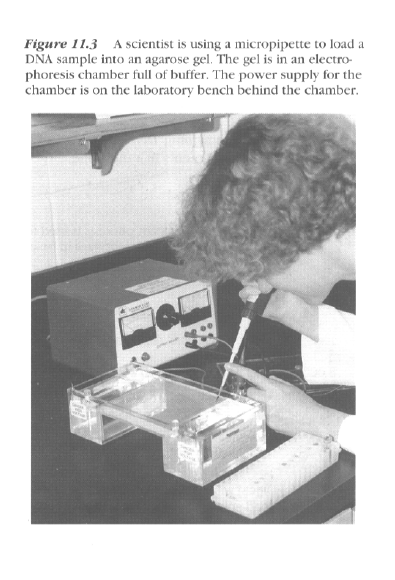 Figure 11.3 A scientist is using a micropipette to load a
DNA sample into an agarose gel. The gel is in an electro-
phoresis chamber full of buffer. The power supply for the
chamber is on the laboratory bench behind the chamber.